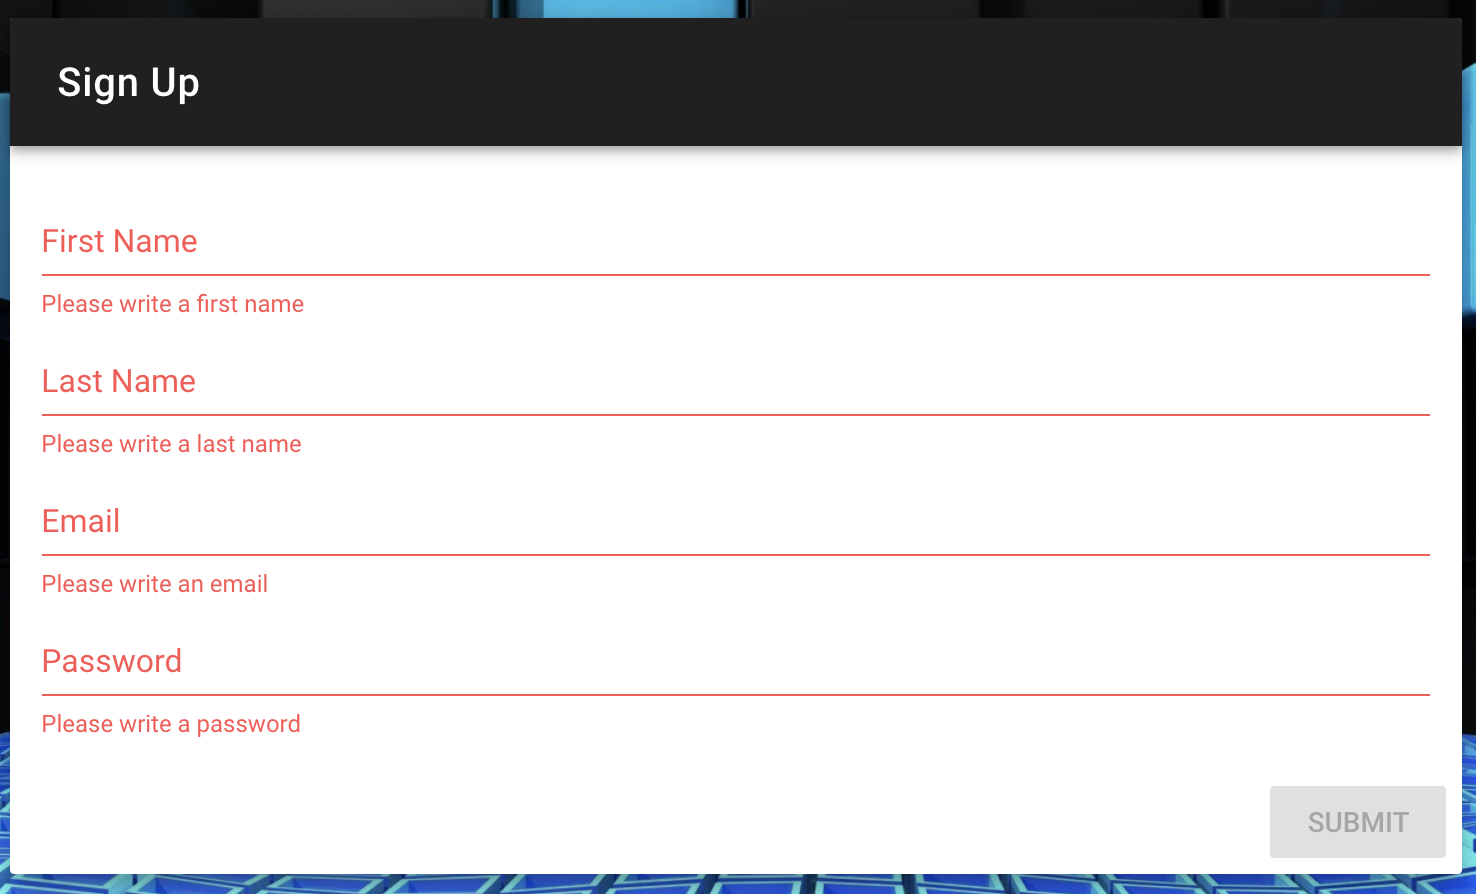 Sign Up
First Name
Please write a first name
Last Name
Please write a last name
Email
Please write an email
Password
Please write a password
SUBMIT